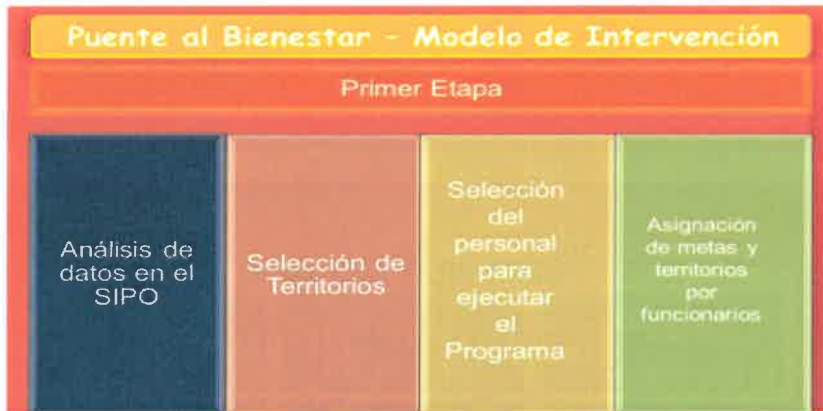 Puente al Bienestar - Modelo de Intervención
Primer Etapa
Análisis de
datos en el
SIPO
Selección de
Territorios
Selección
del
personal
para
ejecutar
el
Programa
Asignación
de metas y
territorios
por
funcionarios